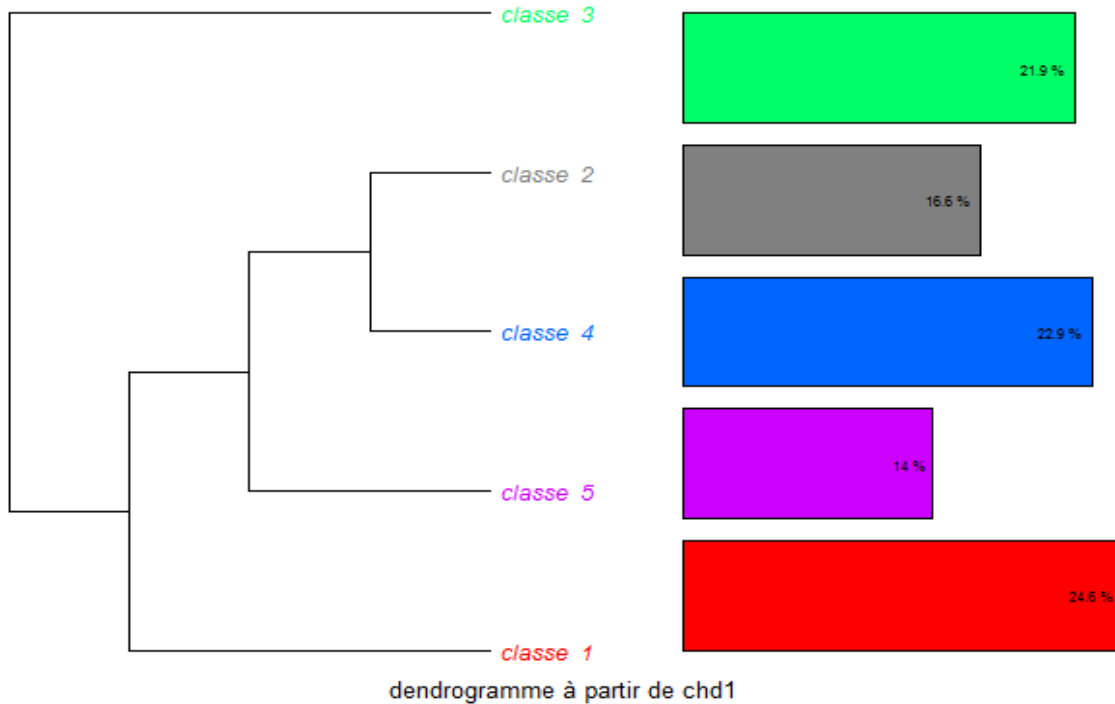 classe 3
21.9 %
classe 2
16.6 %
classe 4
22.9 %
classe 5
14 %
classe 1
24.6 %
dendrogramme à partir de chd1